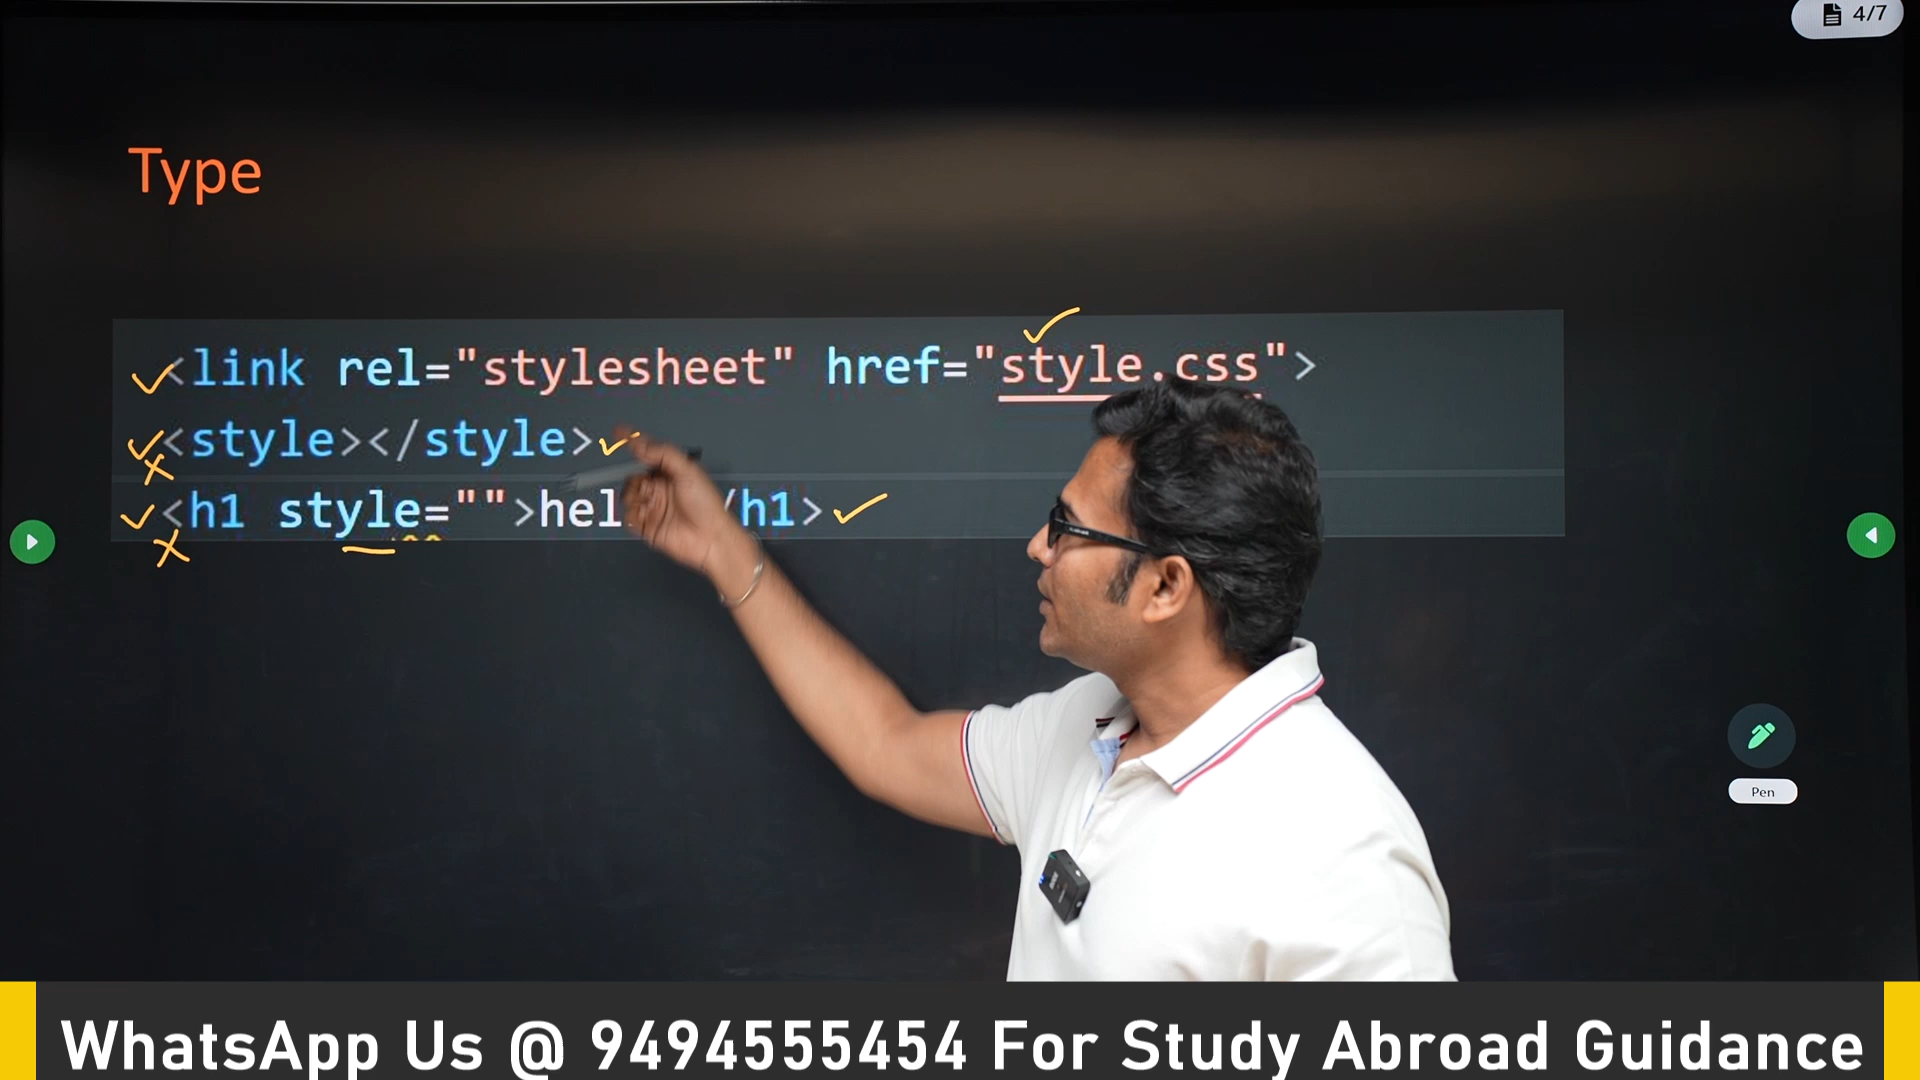 4/7
Type
<link rel="stylesheet" href="style.css">
<style></style>
<h1 style="">hel /h1>
Pen
WhatsApp Us @ 9494555454 For Study Abroad Guidance